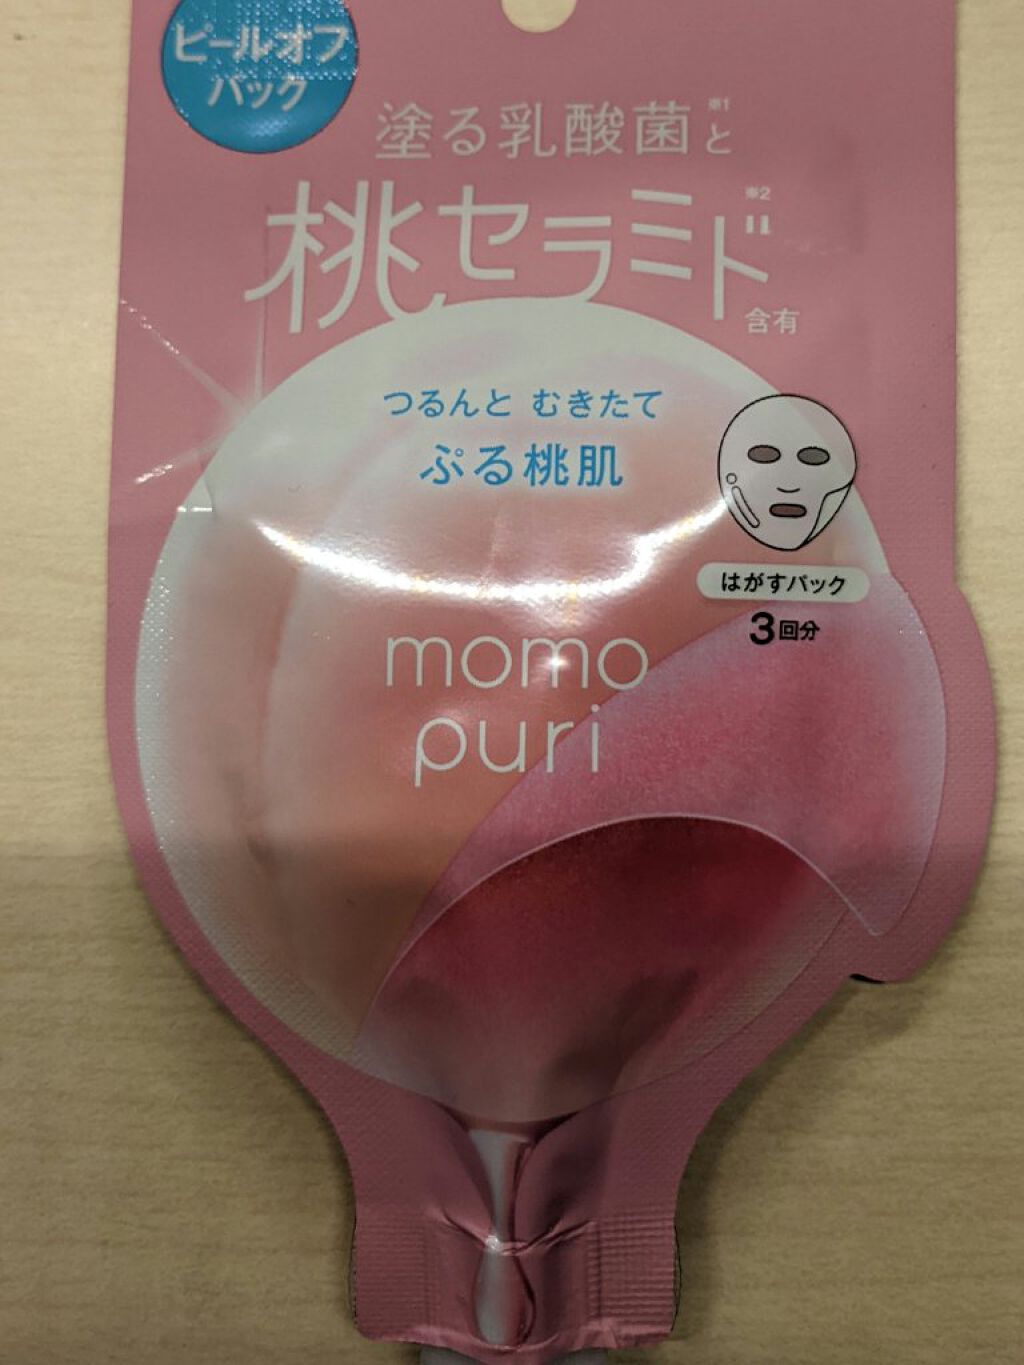 ピールオフ
パック
塗る乳酸菌※1と
桃セラミド※2
含有
つるんと むきたて
ぷる桃肌
はがすパック
3回分
momo
puri